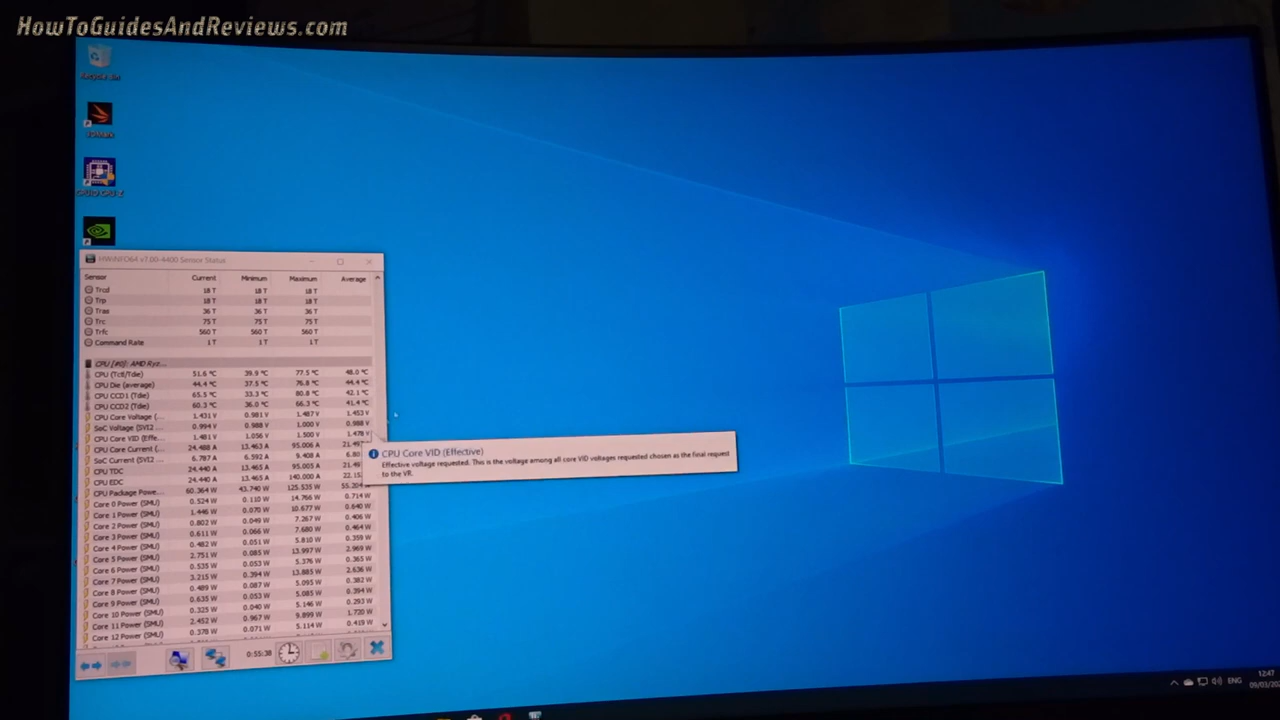 HowToGuidesAndReviews.com
Recycle Bin
3DMark
CPUID CPU-Z
HWiNFO64 v7.00-4400 Sensor Status
Sensor Current Minimum Maximum Average
Trcd 18 T 18 T 18 T
Trp 18 T 18 T 18 T
Tras 36 T 36 T 36 T
Trc 75 T 75 T 75 T
Trfc 560 T 560 T 560 T
Command Rate 1T 1T 1T
CPU [#0]: AMD Ryz...
CPU (Tctl/Tdie) 51.6 °C 39.9 °C 77.5 °C 48.0 °C
CPU Die (average) 44.4 °C 37.5 °C 76.8 °C 44.4 °C
CPU CCD1 (Tdie) 65.5 °C 33.3 °C 80.8 °C 42.1 °C
CPU CCD2 (Tdie) 60.3 °C 36.0 °C 66.3 °C 41.4 °C
CPU Core Voltage (... 1.431 V 0.981 V 1.487 V 1.453 V
SoC Voltage (SVI2 ... 0.994 V 0.988 V 1.000 V 0.988 V
CPU Core VID (Effe... 1.481 V 1.056 V 1.500 V 1.478 V
CPU Core Current (... 24.488 A 13.463 A 95.006 A
SoC Current (SVI2 ... 6.787 A 6.592 A 9.408 A
CPU TDC 24.440 A 13.465 A 95.005 A
CPU EDC 24.440 A 13.465 A 140.000 A
CPU Package Powe... 60.364 W 43.740 W 125.535 W 55.204 W
Core 0 Power (SMU) 0.524 W 0.110 W 14.766 W 0.714 W
Core 1 Power (SMU) 1.446 W 0.070 W 10.677 W 0.640 W
Core 2 Power (SMU) 0.802 W 0.049 W 7.267 W 0.406 W
Core 3 Power (SMU) 0.611 W 0.066 W 7.680 W 0.464 W
Core 4 Power (SMU) 0.482 W 0.051 W 5.810 W 0.359 W
Core 5 Power (SMU) 2.751 W 0.085 W 13.997 W 2.969 W
Core 6 Power (SMU) 0.535 W 0.053 W 5.376 W 0.365 W
Core 7 Power (SMU) 3.215 W 0.394 W 13.885 W 2.636 W
Core 8 Power (SMU) 0.489 W 0.087 W 5.095 W 0.382 W
Core 9 Power (SMU) 0.635 W 0.053 W 5.085 W 0.394 W
Core 10 Power (SMU) 0.325 W 0.040 W 5.146 W 0.293 W
Core 11 Power (SMU) 2.452 W 0.967 W 9.899 W 1.720 W
Core 12 Power (SMU) 0.378 W 0.071 W 5.114 W 0.419 W
CPU Core VID (Effective)
Effective voltage requested. This is the voltage among all core VID voltages requested chosen as the final request
to the VR.
0:55:38
ENG
12:47